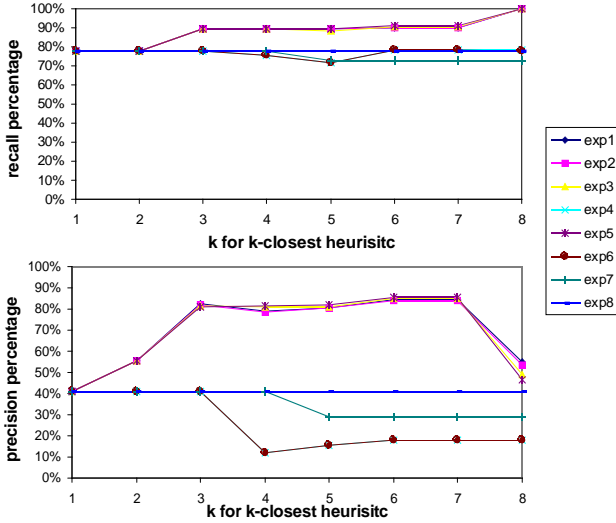 recall percentage
100%
90%
80%
70%
60%
50%
40%
30%
20%
10%
0%
1 2 3 4 5 6 7 8
k for k-closest heurisitc
precision percentage
100%
90%
80%
70%
60%
50%
40%
30%
20%
10%
0%
1 2 3 4 5 6 7 8
k for k-closest heurisitc
exp1
exp2
exp3
exp4
exp5
exp6
exp7
exp8